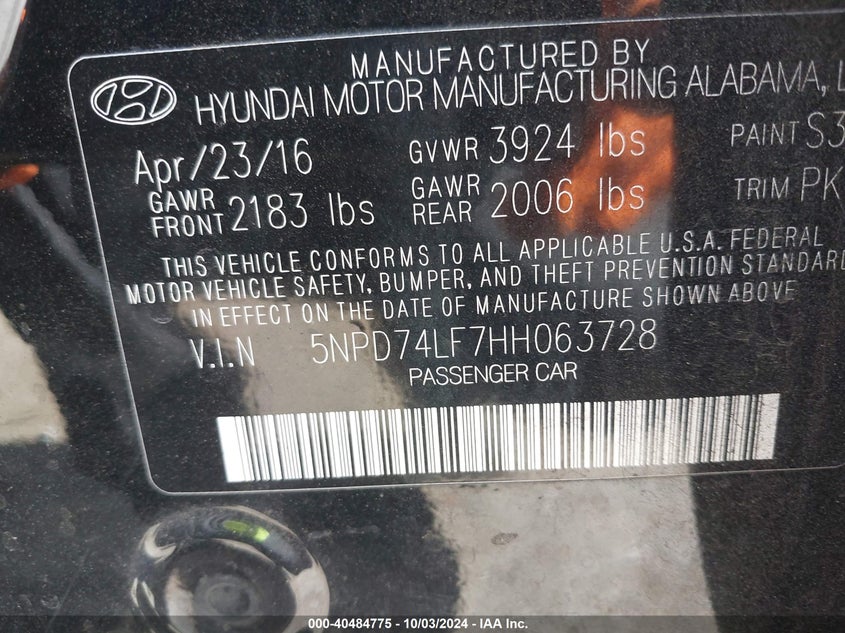 MANUFACTURED BY
HYUNDAI MOTOR MANUFACTURING ALABAMA,
Apr/23/16 GVWR 3924 lbs PAINT S3
GAWR FRONT 2183 lbs GAWR REAR 2006 lbs TRIM PK
THIS VEHICLE CONFORMS TO ALL APPLICABLE U.S.A. FEDERAL
MOTOR VEHICLE SAFETY, BUMPER, AND THEFT PREVENTION STANDARD
IN EFFECT ON THE DATE OF MANUFACTURE SHOWN ABOVE
V.I.N 5NPD74LF7HH063728
PASSENGER CAR
000-40484775 - 10/03/2024 - IAA Inc.